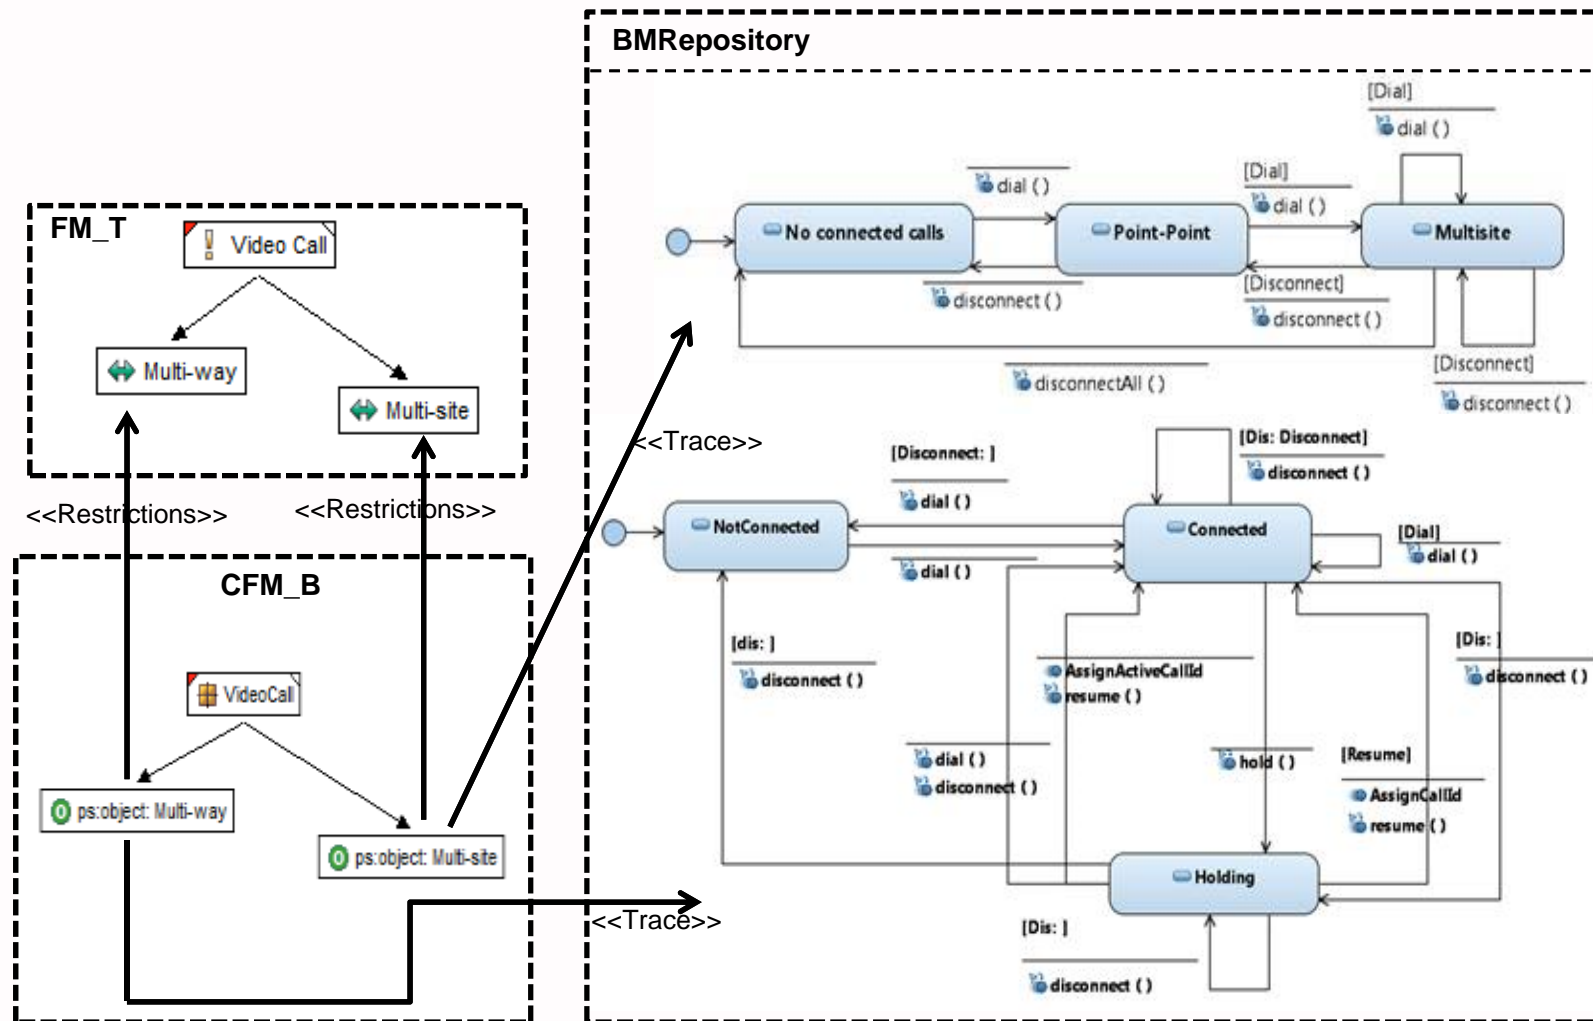 BMRepository
[Dial]
dial ( )
dial ( )
[Dial]
dial ( )
No connected calls
Point-Point
Multisite
disconnect ( )
[Disconnect]
disconnect ( )
disconnectAll ( )
[Disconnect]
disconnect ( )
FM_T
Video Call
Multi-way
Multi-site
<<Restrictions>>
<<Restrictions>>
<<Trace>>
[Disconnect: ]
dial ( )
[Dis: Disconnect]
disconnect ( )
NotConnected
Connected
[Dial]
dial ( )
dial ( )
[dis: ]
disconnect ( )
AssignActiveCallId
resume ( )
[Dis: ]
disconnect ( )
dial ( )
disconnect ( )
hold ( )
[Resume]
AssignCallId
resume ( )
Holding
[Dis: ]
disconnect ( )
CFM_B
VideoCall
ps:object: Multi-way
ps:object: Multi-site
<<Trace>>